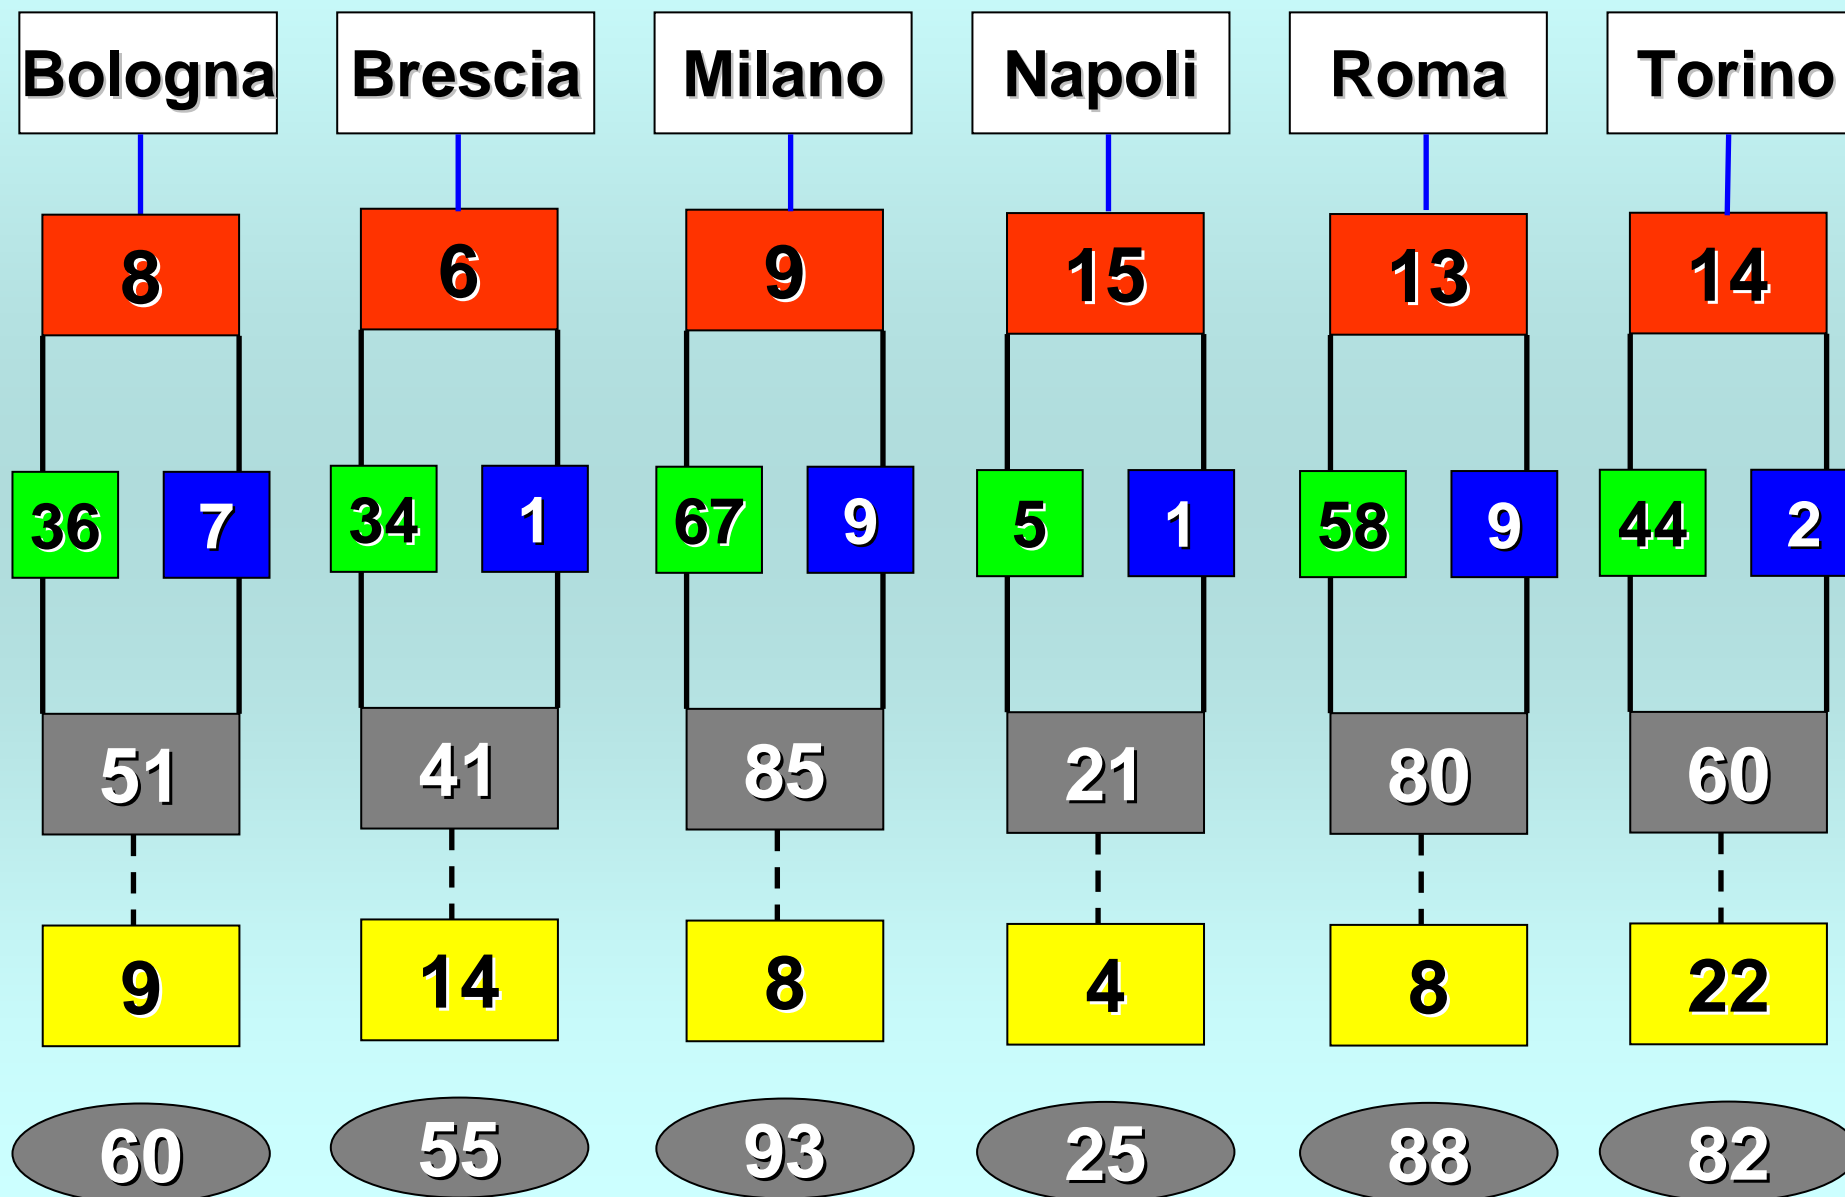 Bologna Brescia Milano Napoli Roma Torino
8 6 9 15 13 14
36 7 34 1 67 9 5 1 58 9 44 2
51 41 85 21 80 60
9 14 8 4 8 22
60 55 93 25 88 82